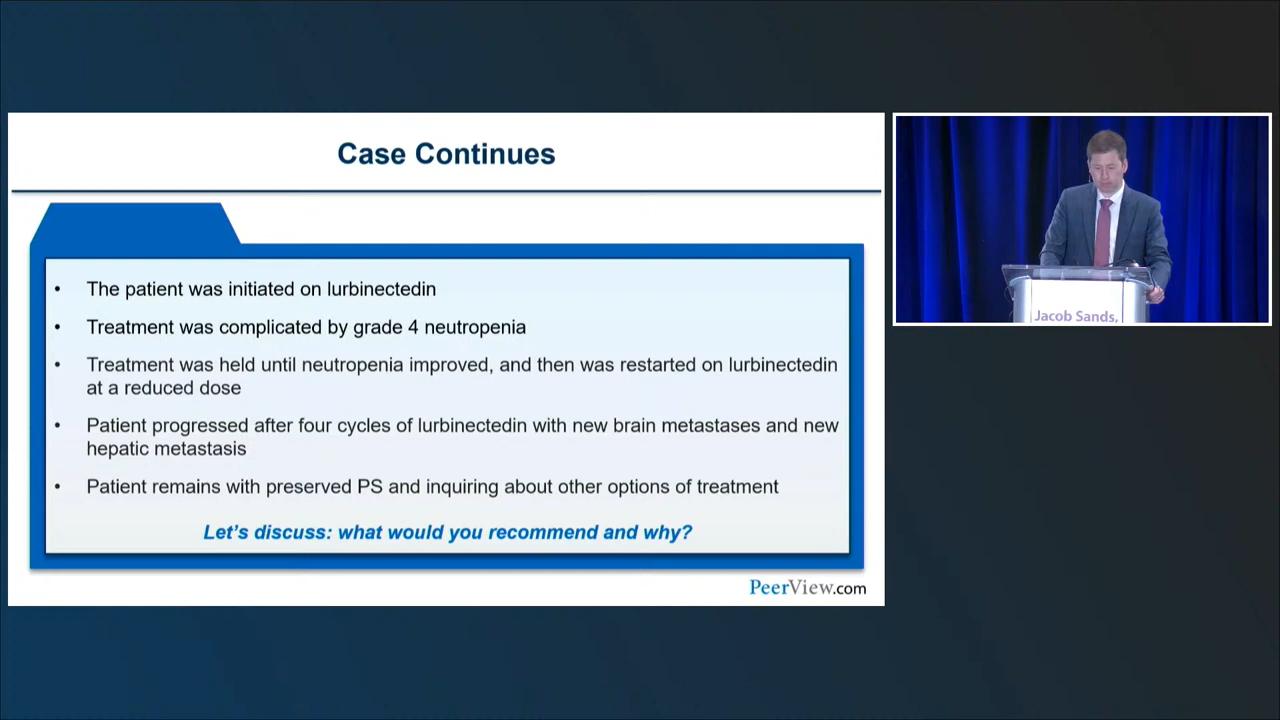 Case Continues
• The patient was initiated on lurbinectedin
• Treatment was complicated by grade 4 neutropenia
• Treatment was held until neutropenia improved, and then was restarted on lurbinectedin
at a reduced dose
• Patient progressed after four cycles of lurbinectedin with new brain metastases and new
hepatic metastasis
• Patient remains with preserved PS and inquiring about other options of treatment
Let's discuss: what would you recommend and why?
PeerView.com
Jacob Sands,